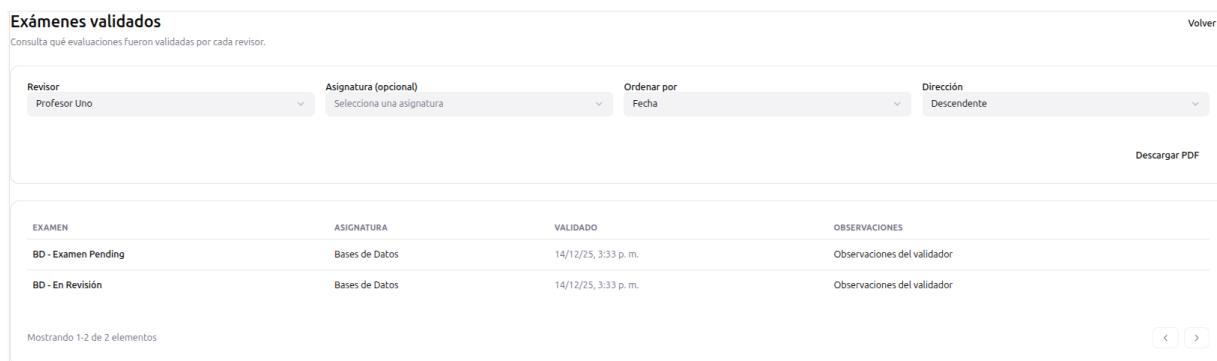 Exámenes validados
Volver
Consulta qué evaluaciones fueron validadas por cada revisor.
Revisor Asignatura (opcional) Ordenar por Dirección
Profesor Uno Selecciona una asignatura Fecha Descendente
Descargar PDF
EXAMEN ASIGNATURA VALIDADO OBSERVACIONES
BD - Examen Pending Bases de Datos 14/12/25, 3:33 p. m. Observaciones del validador
BD - En Revisión Bases de Datos 14/12/25, 3:33 p. m. Observaciones del validador
Mostrando 1-2 de 2 elementos